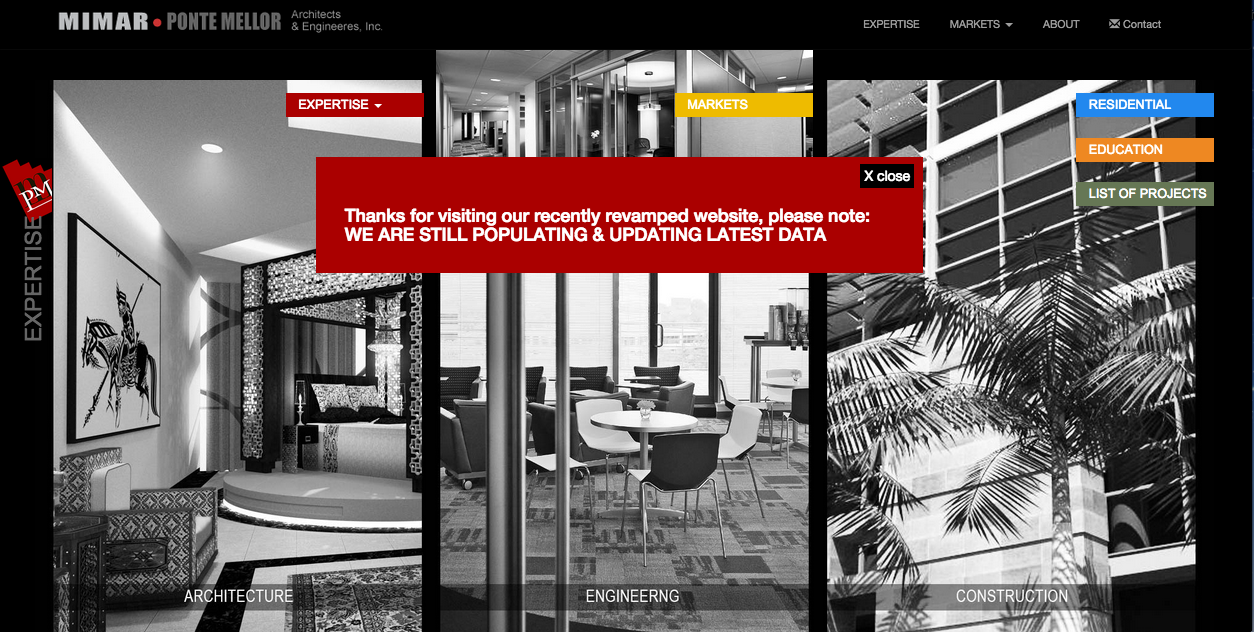 MIMAR • PONTE MELLOR
Architects
& Engineeres, Inc.
EXPERTISE
MARKETS
ABOUT
Contact
EXPERTISE
MARKETS
RESIDENTIAL
EDUCATION
LIST OF PROJECTS
X close
Thanks for visiting our recently revamped website, please note:
WE ARE STILL POPULATING & UPDATING LATEST DATA
PM
EXPERTISE
ARCHITECTURE
ENGINEERNG
CONSTRUCTION